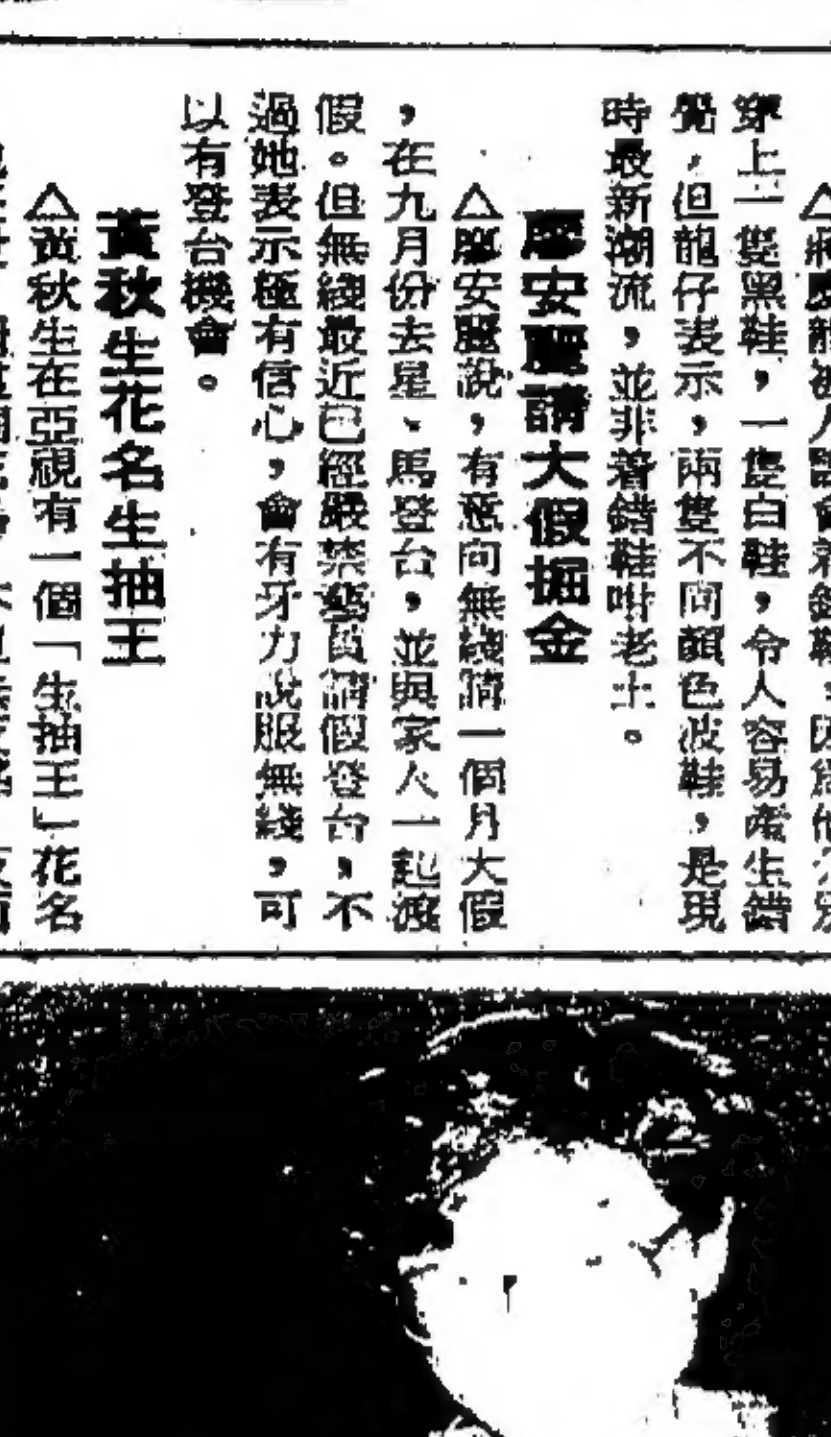 穿上一隻黑鞋，一隻白鞋，令人容易產生錯
覺，但龍仔表示，兩隻不同顏色波鞋，是現
時最新潮流，並非着錯鞋咁老土。
廖安麗請大假掘金
△廖安麗說，有意向無綫請一個月大假
，在九月份去星、馬登台，並與家人一起渡
假。但無綫最近已經嚴禁藝員請假登台，不
過她表示極有信心，會有牙力說服無綫，可
以有登台機會。
黃秋生花名生抽王
△黃秋生在亞視有一個「生抽王」花名